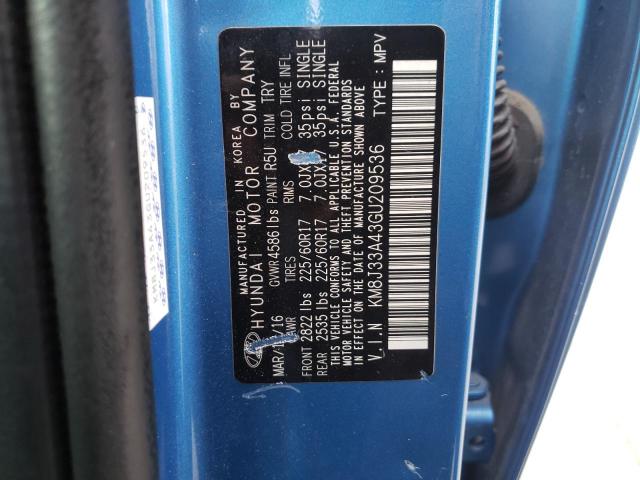 MANUFACTURED IN KOREA BY
HYUNDAI MOTOR COMPANY
GVWR 4586 lbs PAINT R5U TRIM TRY
MAR/ /16 TIRES RIMS COLD TIRE INFL
FRONT 2822 lbs 225/60R17 7.0JX 35psi SINGLE
REAR 2535 lbs 225/60R17 7.0JX17 35psi SINGLE
THIS VEHICLE CONFORMS TO ALL APPLICABLE U.S.A. FEDERAL
MOTOR VEHICLE SAFETY, AND THEFT PREVENTION STANDARDS
IN EFFECT ON THE DATE OF MANUFACTURE SHOWN ABOVE
V.I.N KM8J33A43GU209536 TYPE: MPV